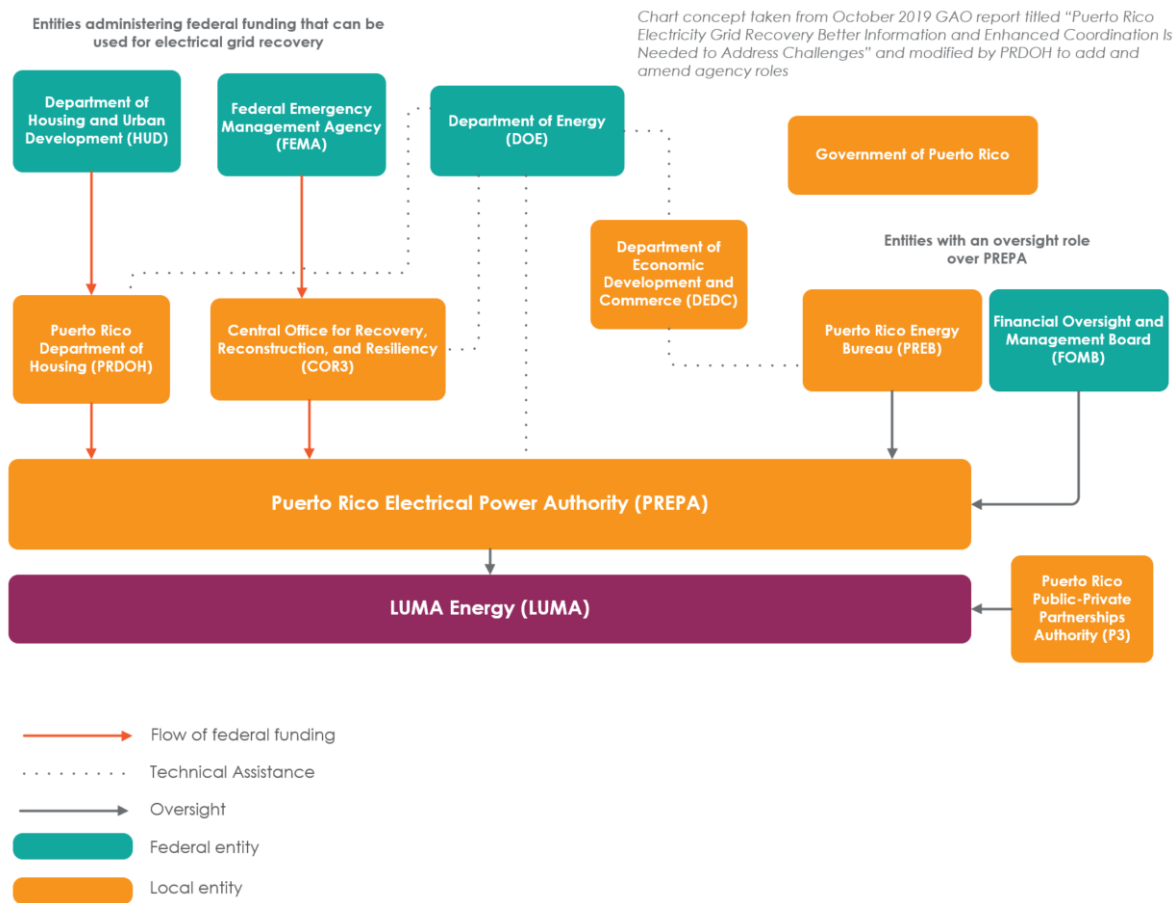 Entities administering federal funding that can be
used for electrical grid recovery
Chart concept taken from October 2019 GAO report titled “Puerto Rico
Electricity Grid Recovery Better Information and Enhanced Coordination Is
Needed to Address Challenges” and modified by PRDOH to add and
amend agency roles
Department of
Housing and Urban
Development (HUD)
Federal Emergency
Management Agency
(FEMA)
Department of Energy
(DOE)
Government of Puerto Rico
Department of
Economic
Development and
Commerce (DEDC)
Entities with an oversight role
over PREPA
Puerto Rico
Department of
Housing (PRDOH)
Central Office for Recovery,
Reconstruction, and Resiliency
(COR3)
Puerto Rico Energy
Bureau (PREB)
Financial Oversight and
Management Board
(FOMB)
Puerto Rico Electrical Power Authority (PREPA)
LUMA Energy (LUMA)
Puerto Rico
Public-Private
Partnerships
Authority (P3)
Flow of federal funding
Technical Assistance
Oversight
Federal entity
Local entity